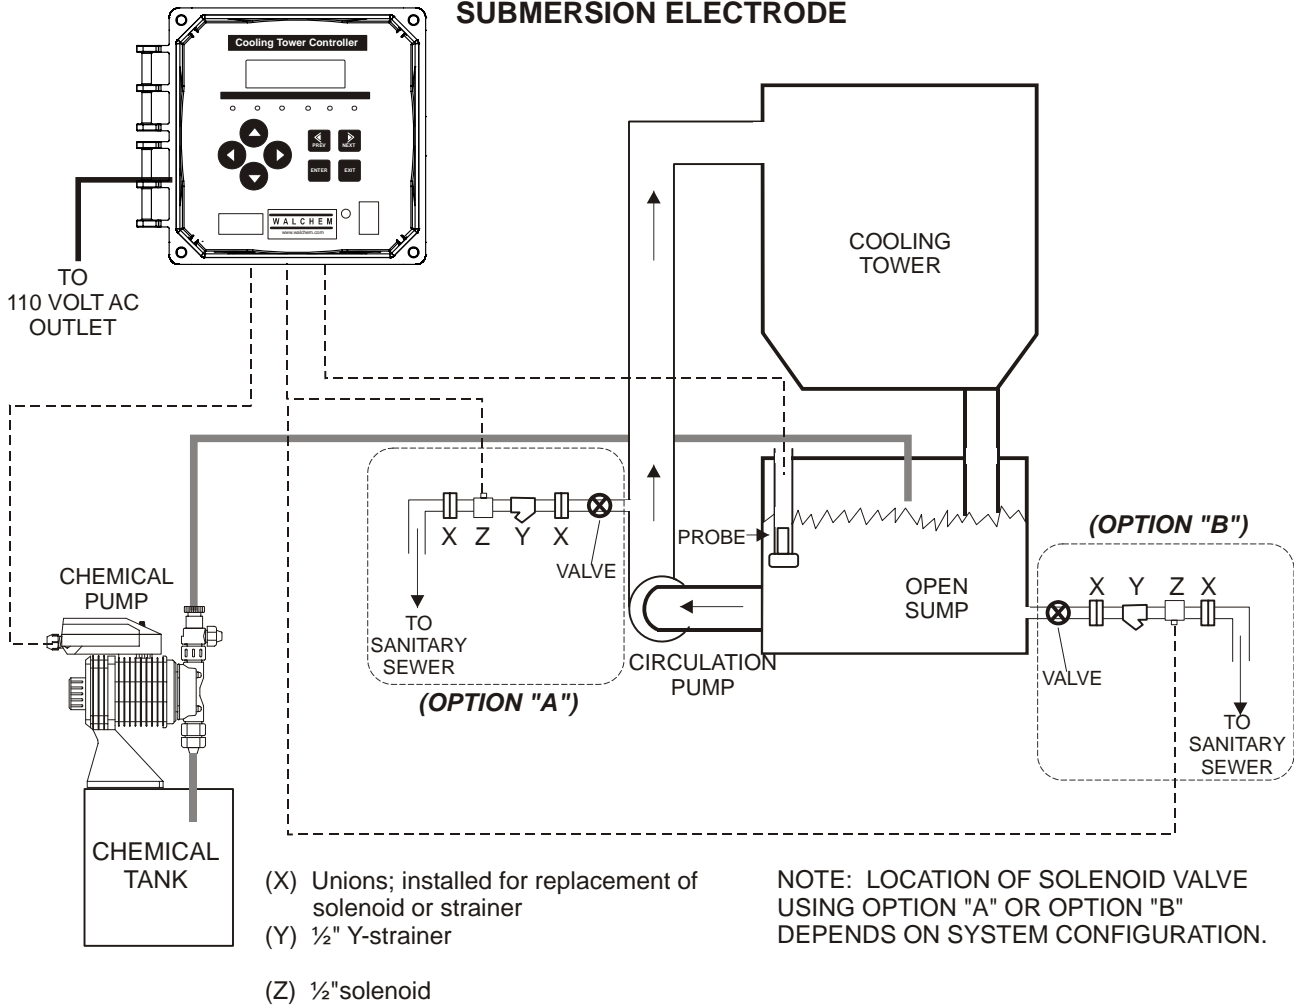 SUBMERSION ELECTRODE
Cooling Tower Controller
PREV
NEXT
ENTER
EXIT
WALCHEM
www.walchem.com
TO
110 VOLT AC
OUTLET
COOLING
TOWER
PROBE
OPEN
SUMP
X Z Y X
VALVE
TO
SANITARY
SEWER
(OPTION "A")
CIRCULATION
PUMP
(OPTION "B")
X Y Z X
VALVE
TO
SANITARY
SEWER
CHEMICAL
PUMP
CHEMICAL
TANK
(X) Unions; installed for replacement of
solenoid or strainer
(Y) ½" Y-strainer
(Z) ½"solenoid
NOTE: LOCATION OF SOLENOID VALVE
USING OPTION "A" OR OPTION "B"
DEPENDS ON SYSTEM CONFIGURATION.